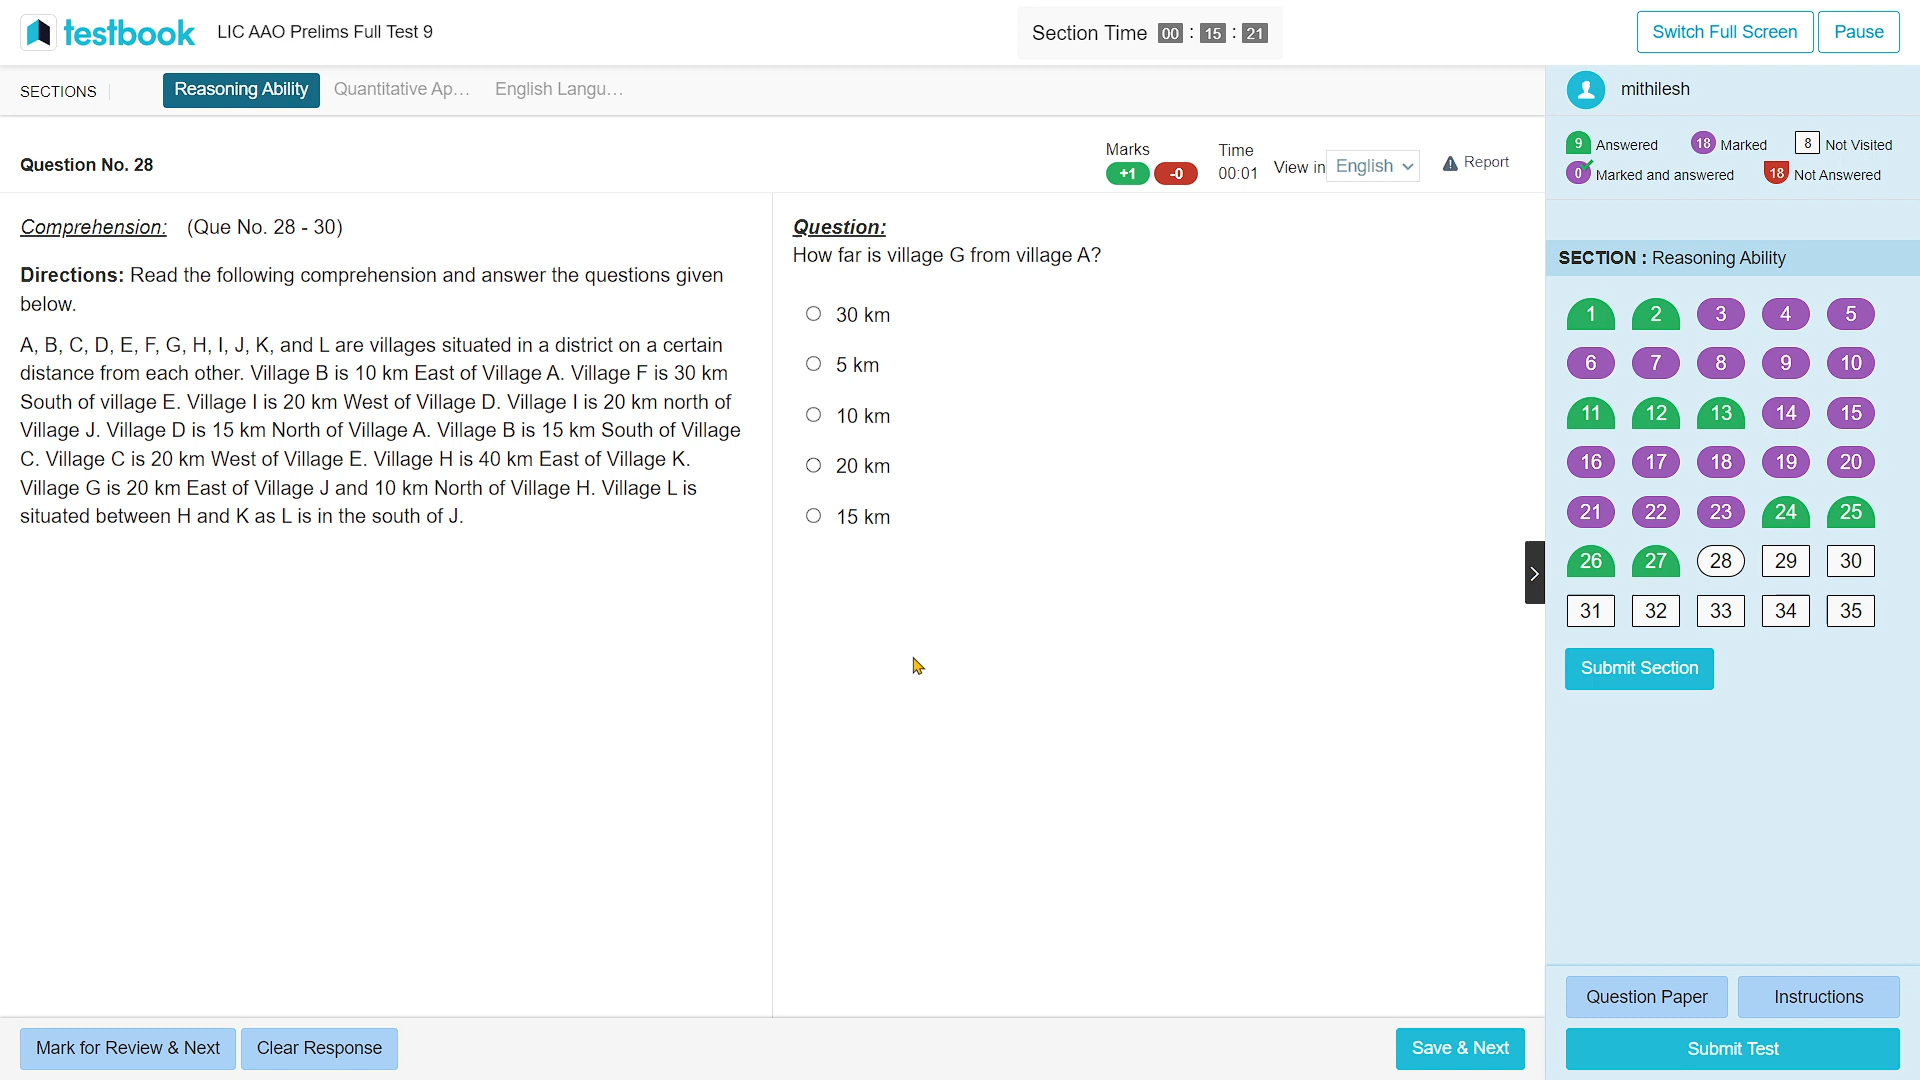 testbook LIC AAO Prelims Full Test 9 Section Time 00 : 15 : 21 Switch Full Screen Pause
SECTIONS Reasoning Ability Quantitative Ap... English Langu... mithilesh
9 Answered 18 Marked 8 Not Visited
0 Marked and answered 18 Not Answered
Question No. 28 Marks +1 -0 Time 00:01 View in English Report
Comprehension: (Que No. 28 - 30)
Directions: Read the following comprehension and answer the questions given
below.
A, B, C, D, E, F, G, H, I, J, K, and L are villages situated in a district on a certain
distance from each other. Village B is 10 km East of Village A. Village F is 30 km
South of village E. Village I is 20 km West of Village D. Village I is 20 km north of
Village J. Village D is 15 km North of Village A. Village B is 15 km South of Village
C. Village C is 20 km West of Village E. Village H is 40 km East of Village K.
Village G is 20 km East of Village J and 10 km North of Village H. Village L is
situated between H and K as L is in the south of J.
Question:
How far is village G from village A?
30 km
5 km
10 km
20 km
15 km
SECTION : Reasoning Ability
1 2 3 4 5
6 7 8 9 10
11 12 13 14 15
16 17 18 19 20
21 22 23 24 25
26 27 28 29 30
31 32 33 34 35
Submit Section
Question Paper Instructions
Mark for Review & Next Clear Response Save & Next Submit Test